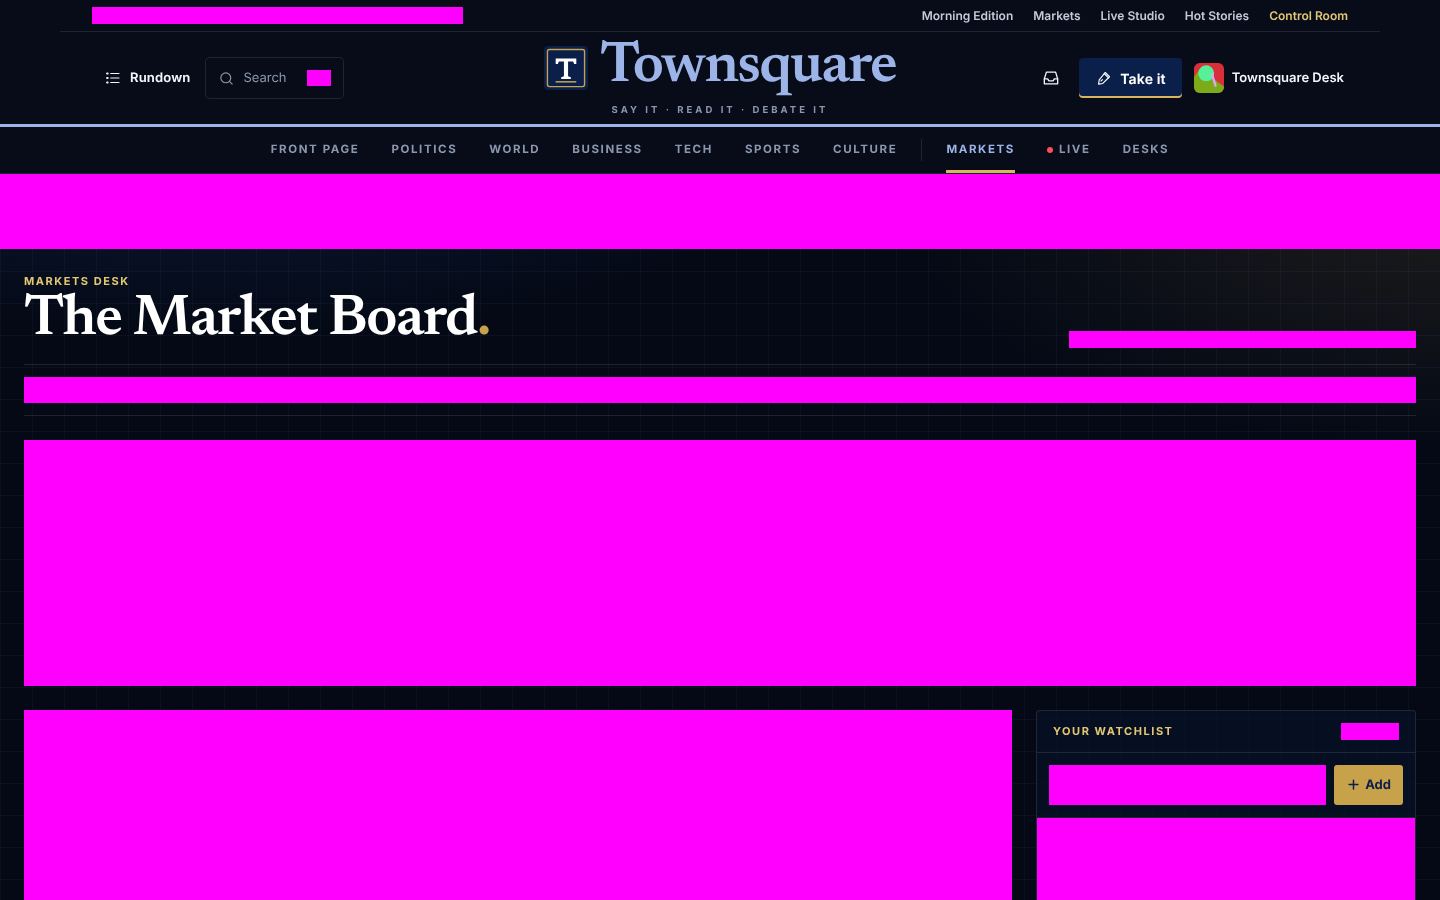 Morning Edition Markets Live Studio Hot Stories Control Room
Rundown Search T Townsquare Take it Townsquare Desk
SAY IT · READ IT · DEBATE IT
FRONT PAGE POLITICS WORLD BUSINESS TECH SPORTS CULTURE MARKETS LIVE DESKS
MARKETS DESK
The Market Board.
YOUR WATCHLIST
+ Add